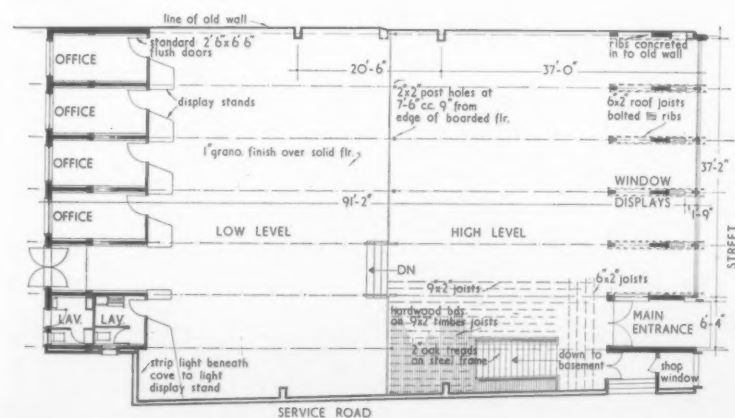 line of old wall
OFFICE
standard 2'6"x6'6"
flush doors
ribs concreted
in to old wall
20'-6"
37'-0"
OFFICE
display stands
2"x2" post holes at
7'-6" cc. 9" from
edge of boarded flr.
6"x2" roof joists
bolted to ribs
OFFICE
1" grano. finish over solid flr.
37'-2"
WINDOW
DISPLAYS
OFFICE
91'-2"
1'-9"
LOW LEVEL
HIGH LEVEL
STREET
DN
9"x2" joists
6"x2" joists
LAV.
LAV.
hardwood bds
on 9"x2" timber joists
MAIN
ENTRANCE
6'-4"
2" oak treads
on steel frame
down to
basement
strip light beneath
cove to light
display stand
shop
window
SERVICE ROAD